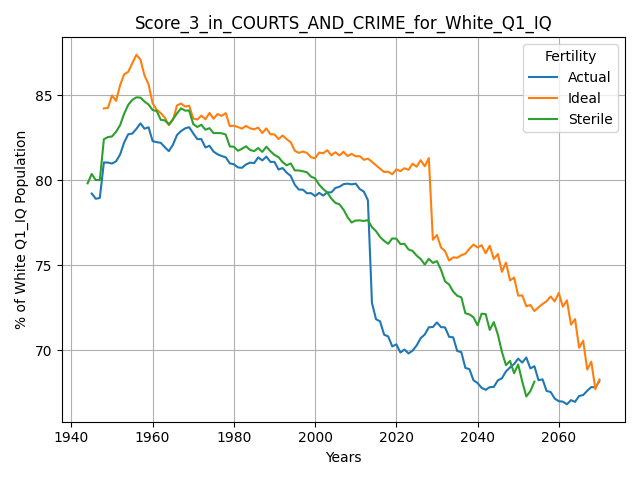 Score_3_in_COURTS_AND_CRIME_for_White_Q1_IQ
% of White Q1_IQ Population
85
80
75
70
Fertility
Actual
Ideal
Sterile
1940
1960
1980
2000
2020
2040
2060
Years